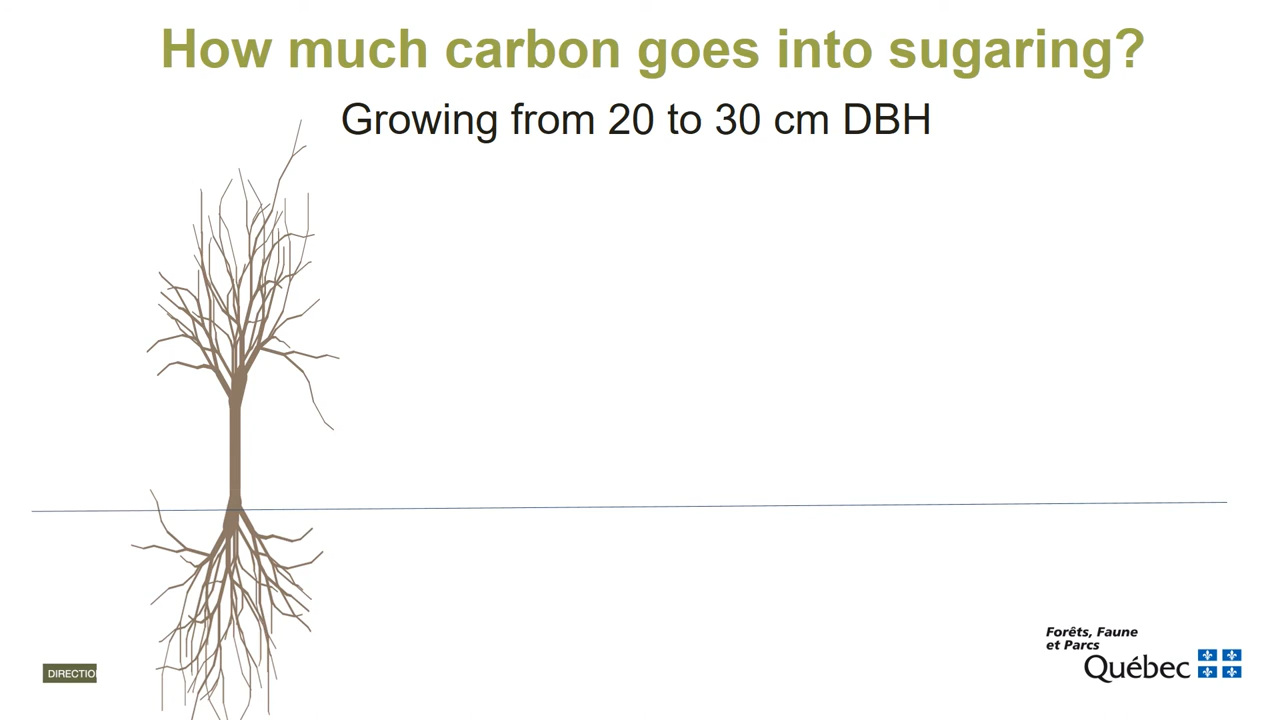 How much carbon goes into sugaring?
Growing from 20 to 30 cm DBH
Forêts, Faune
et Parcs
Québec
DIRECTIO